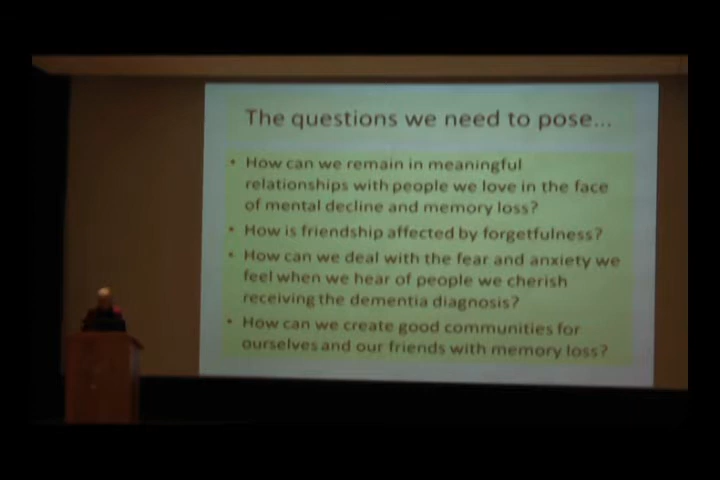 The questions we need to pose...
• How can we remain in meaningful
relationships with people we love in the face
of mental decline and memory loss?
• How is friendship affected by forgetfulness?
• How can we deal with the fear and anxiety we
feel when we hear of people we cherish
receiving the dementia diagnosis?
• How can we create good communities for
ourselves and our friends with memory loss?